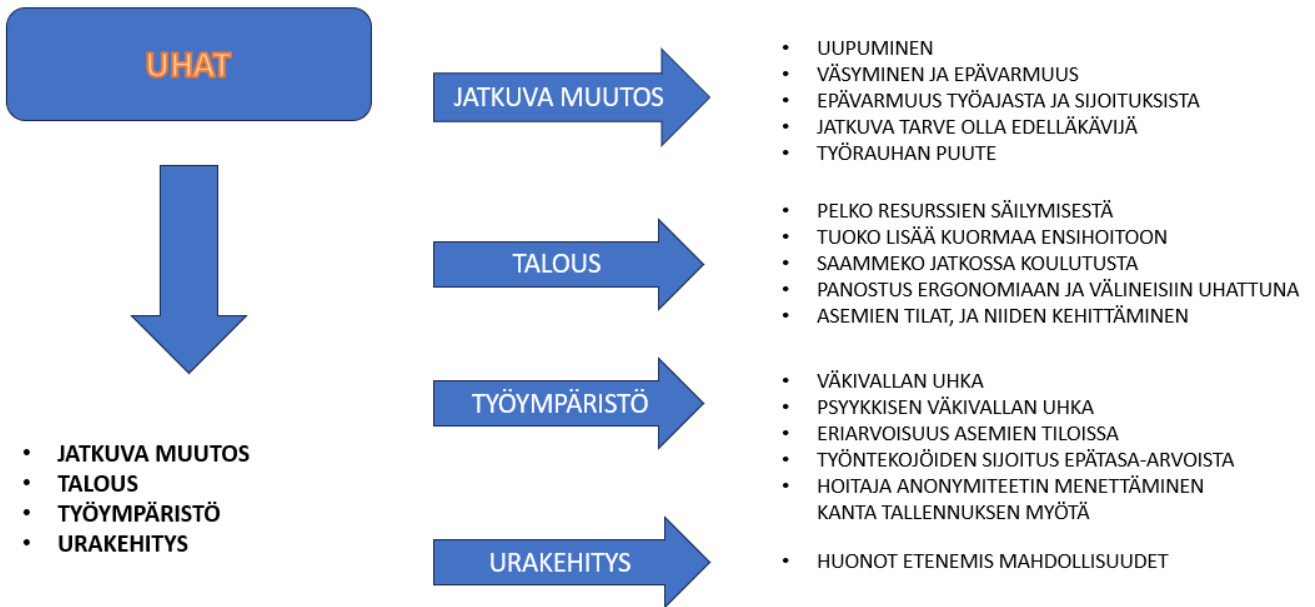 UHAT
JATKUVA MUUTOS
TALOUS
TYÖYMPÄRISTÖ
URAKEHITYS
JATKUVA MUUTOS
UUPUMINEN
VÄSYMINEN JA EPÄVARMUUS
EPÄVARMUUS TYÖAJASTA JA SIJOITUKSISTA
JATKUVA TARVE OLLA EDELLÄKÄVIJÄ
TYÖRAUHAN PUUTE
TALOUS
PELKO RESURSSIEN SÄILYMISESTÄ
TUOKO LISÄÄ KUORMAA ENSIHOITOON
SAAMMEKO JATKOSSA KOULUTUSTA
PANOSTUS ERGONOMIAAN JA VÄLINEISIIN UHATTUNA
ASEMIEN TILAT, JA NIIDEN KEHITTÄMINEN
TYÖYMPÄRISTÖ
VÄKIVALLAN UHKA
PSYYKKISEN VÄKIVALLAN UHKA
ERIARVOISUUS ASEMIEN TILOISSA
TYÖNTEKOJÖIDEN SIJOITUS EPÄTASA-ARVOISTA
HOITAJA ANONYMITEETIN MENETTÄMINEN
KANTA TALLENNUKSEN MYÖTÄ
URAKEHITYS
HUONOT ETENEMIS MAHDOLLISUUDET